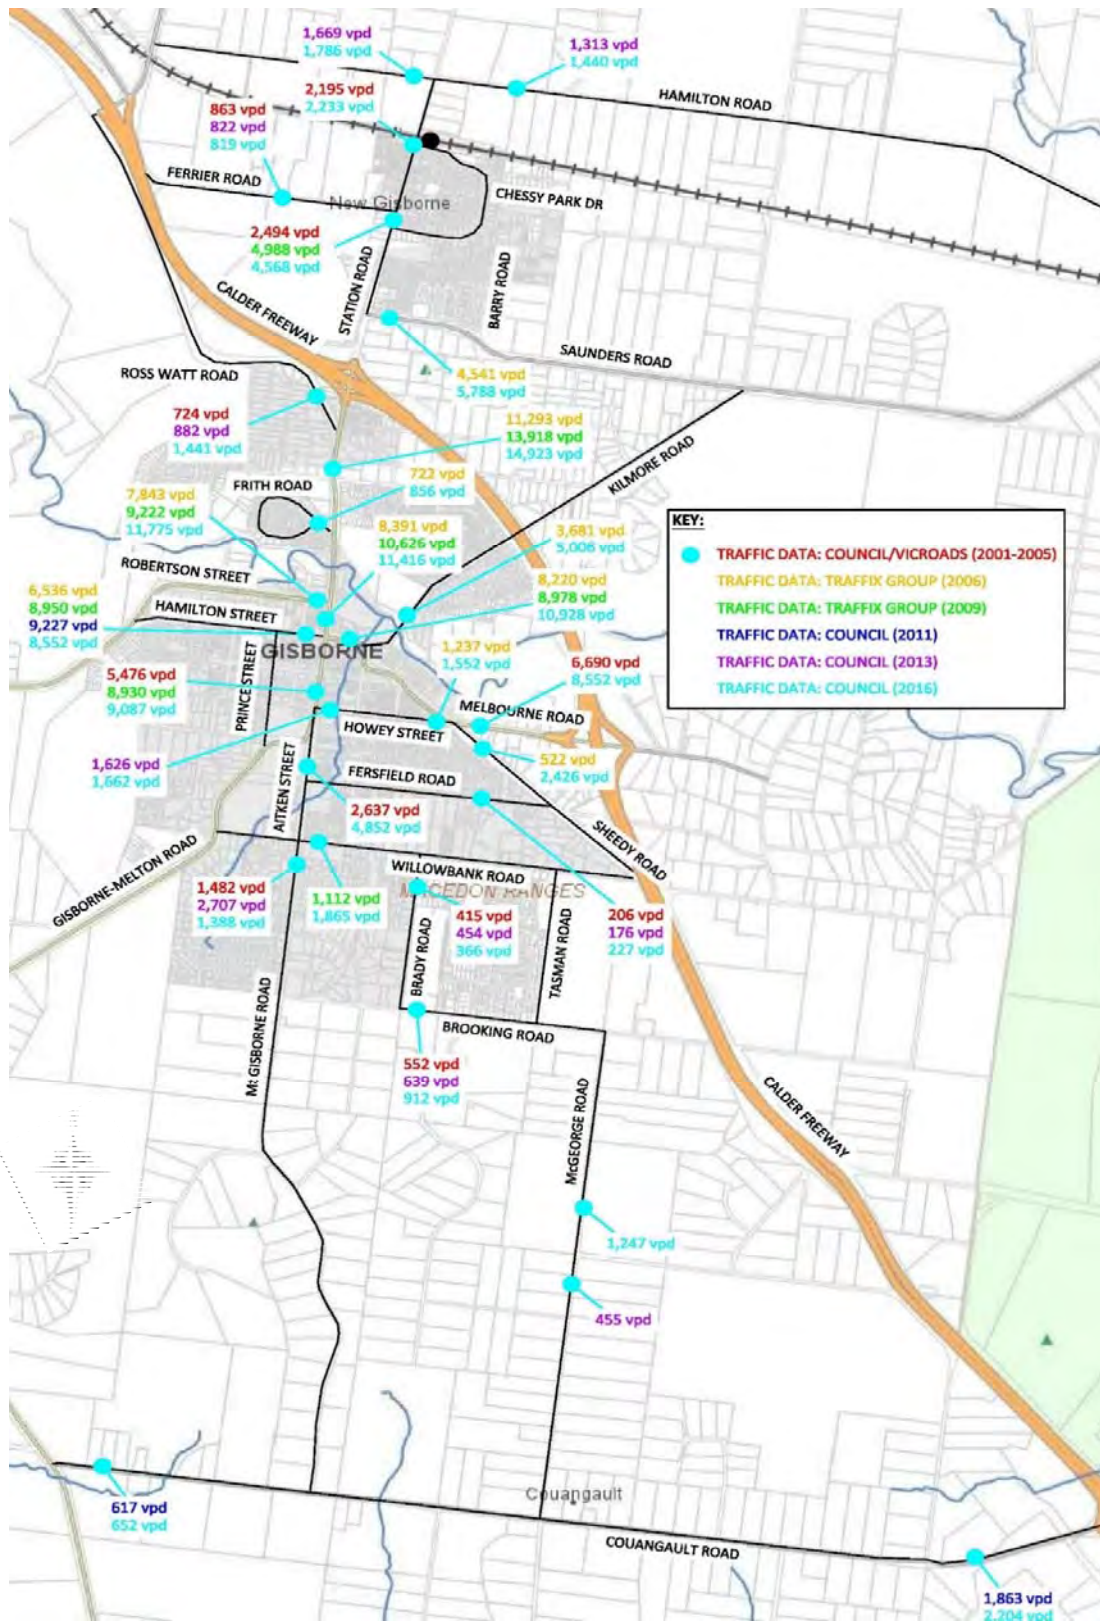 1,669 vpd
1,786 vpd
1,313 vpd
1,440 vpd
HAMILTON ROAD
2,195 vpd
2,233 vpd
863 vpd
822 vpd
819 vpd
FERRIER ROAD
New Gisborne
CHESSY PARK DR
2,494 vpd
4,988 vpd
4,568 vpd
STATION ROAD
BARRY ROAD
CALDER FREEWAY
SAUNDERS ROAD
4,541 vpd
5,788 vpd
ROSS WATT ROAD
724 vpd
882 vpd
1,441 vpd
11,293 vpd
13,918 vpd
14,923 vpd
KILMORE ROAD
FRITH ROAD
722 vpd
856 vpd
7,843 vpd
9,222 vpd
11,775 vpd
8,391 vpd
10,626 vpd
11,416 vpd
3,681 vpd
5,006 vpd
KEY:
TRAFFIC DATA: COUNCIL/VICROADS (2001-2005)
TRAFFIC DATA: TRAFFIX GROUP (2006)
TRAFFIC DATA: TRAFFIX GROUP (2009)
TRAFFIC DATA: COUNCIL (2011)
TRAFFIC DATA: COUNCIL (2013)
TRAFFIC DATA: COUNCIL (2016)
ROBERTSON STREET
8,220 vpd
8,978 vpd
10,928 vpd
6,536 vpd
8,950 vpd
9,227 vpd
8,552 vpd
HAMILTON STREET
GISBORNE
PRINCE STREET
1,237 vpd
1,552 vpd
6,690 vpd
8,552 vpd
5,476 vpd
8,930 vpd
9,087 vpd
MELBOURNE ROAD
HOWEY STREET
522 vpd
2,426 vpd
1,626 vpd
1,662 vpd
AITKEN STREET
FERSFIELD ROAD
2,637 vpd
4,852 vpd
SHEEDY ROAD
GISBORNE-MELTON ROAD
WILLOWBANK ROAD
MACEDON RANGES
1,482 vpd
2,707 vpd
1,388 vpd
1,112 vpd
1,865 vpd
415 vpd
454 vpd
366 vpd
206 vpd
176 vpd
227 vpd
BRADY ROAD
TASMAN ROAD
BROOKING ROAD
Mt GISBORNE ROAD
552 vpd
639 vpd
912 vpd
McGEORGE ROAD
CALDER FREEWAY
1,247 vpd
455 vpd
617 vpd
652 vpd
Couangault
COUANGAULT ROAD
1,863 vpd
2,204 vpd